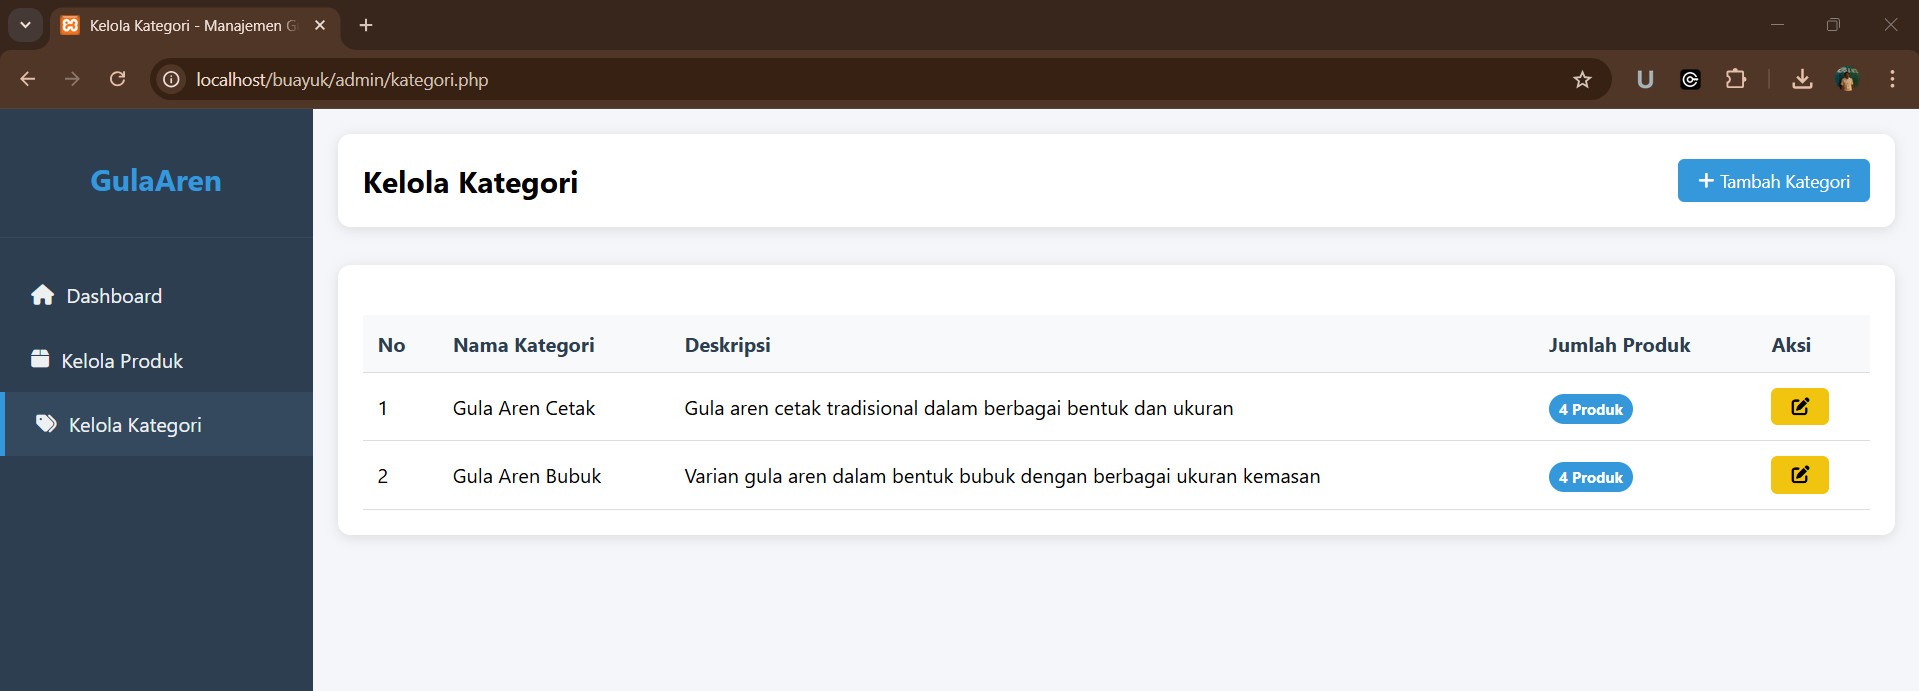 Kelola Kategori - Manajemen G
localhost/buayuk/admin/kategori.php
U
GulaAren
Dashboard
Kelola Produk
Kelola Kategori
Kelola Kategori
+ Tambah Kategori
No Nama Kategori Deskripsi Jumlah Produk Aksi
1 Gula Aren Cetak Gula aren cetak tradisional dalam berbagai bentuk dan ukuran 4 Produk
2 Gula Aren Bubuk Varian gula aren dalam bentuk bubuk dengan berbagai ukuran kemasan 4 Produk